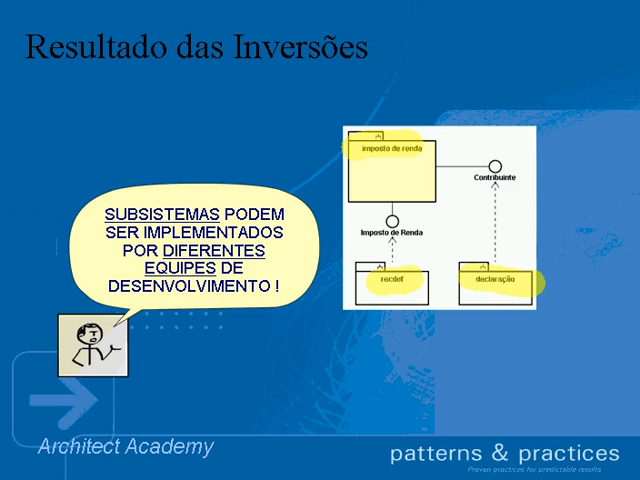 Resultado das Inversões
imposto de renda
Contribuinte
Imposto de Renda
recdef
declaração
SUBSISTEMAS PODEM
SER IMPLEMENTADOS
POR DIFERENTES
EQUIPES DE
DESENVOLVIMENTO !
Architect Academy
patterns & practices
Proven practices for predictable results